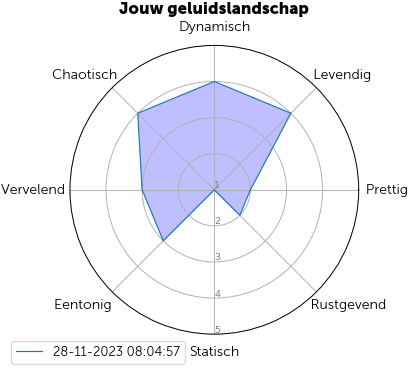 Jouw geluidslandschap
Dynamisch
Chaotisch
Levendig
Vervelend
1
Prettig
2
3
4
Eentonig
Rustgevend
5
28-11-2023 08:04:57
Statisch